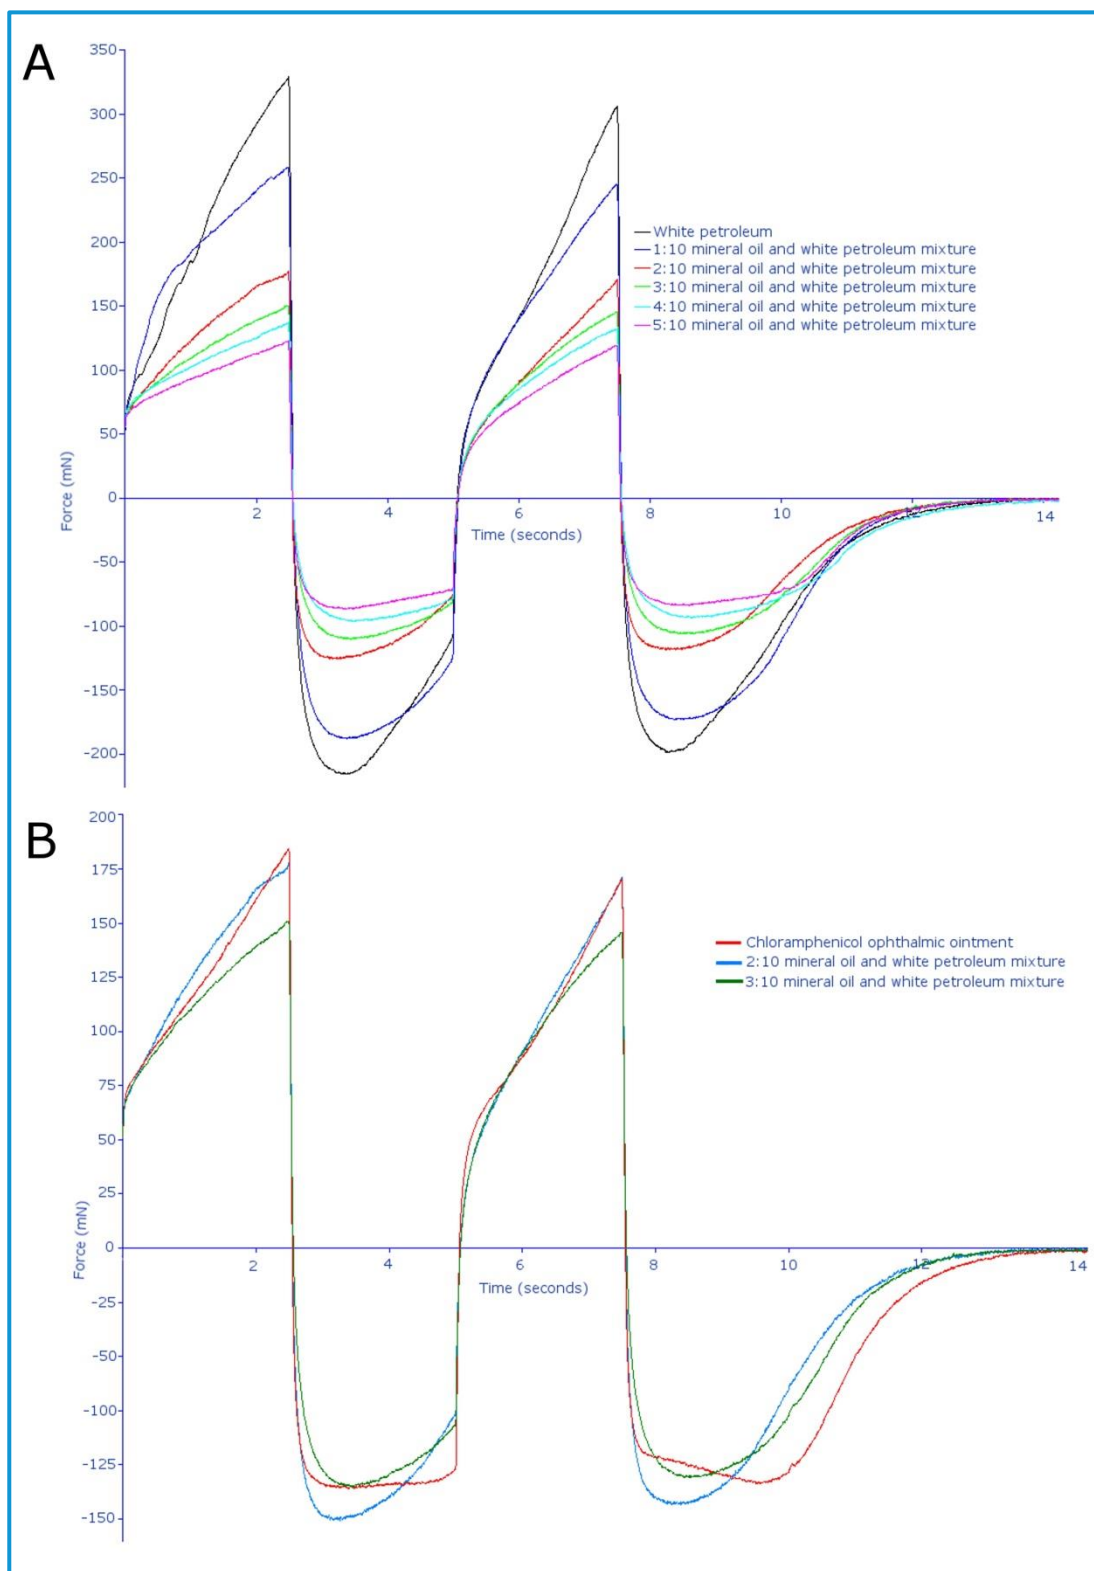 A
350
300
250
200
150
100
50
0
-50
-100
-150
-200
Force (mN)
2
4
6
8
10
14
Time (seconds)
White petroleum
1:10 mineral oil and white petroleum mixture
2:10 mineral oil and white petroleum mixture
3:10 mineral oil and white petroleum mixture
4:10 mineral oil and white petroleum mixture
5:10 mineral oil and white petroleum mixture
B
200
175
150
125
100
75
50
25
0
-25
-50
-75
-100
-125
-150
Force (mN)
2
4
6
8
10
12
14
Time (seconds)
Chloramphenicol ophthalmic ointment
2:10 mineral oil and white petroleum mixture
3:10 mineral oil and white petroleum mixture